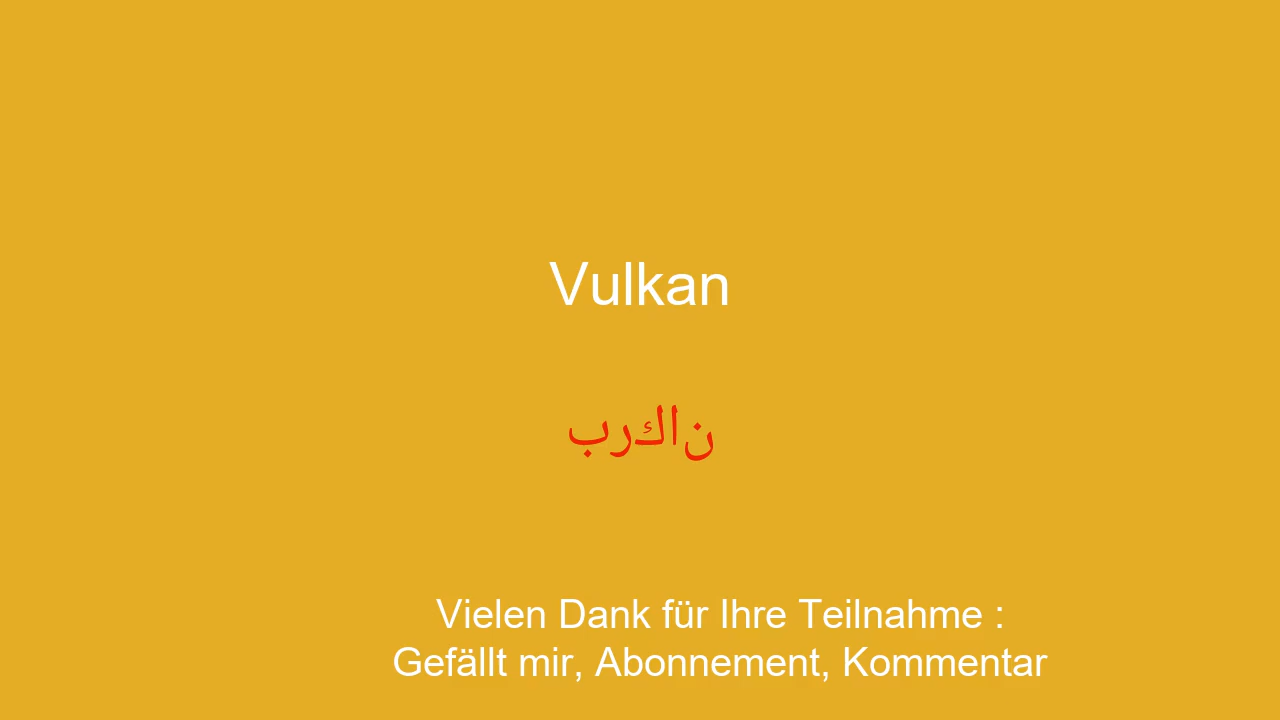 Vulkan
بركان
Vielen Dank für Ihre Teilnahme :
Gefällt mir, Abonnement, Kommentar